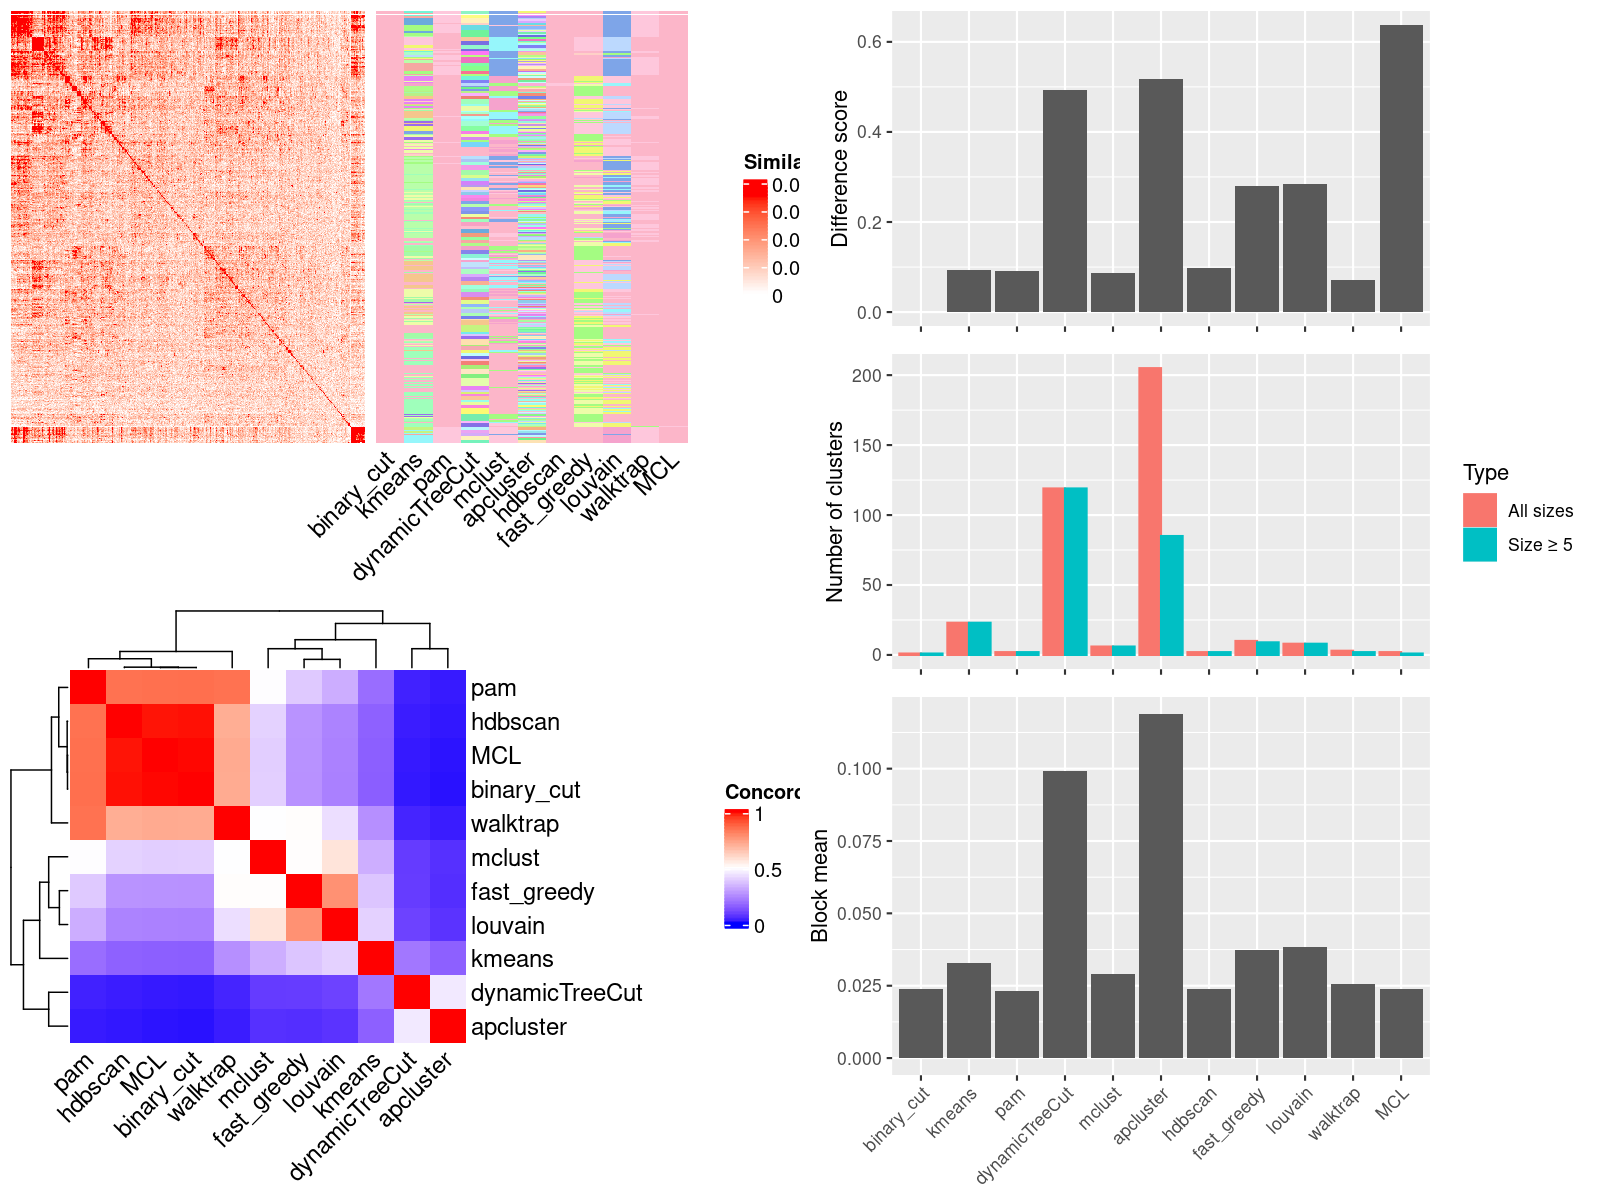 Simila
0.0
0.0
0.0
0.0
0
binary_cut
kmeans
pam
dynamicTreeCut
mclust
apcluster
hdbscan
fast_greedy
louvain
walktrap
MCL
pam
hdbscan
MCL
binary_cut
walktrap
mclust
fast_greedy
louvain
kmeans
dynamicTreeCut
apcluster
pam
hdbscan
MCL
binary_cut
walktrap
mclust
fast_greedy
louvain
kmeans
dynamicTreeCut
apcluster
Concord
1
0.5
0
Difference score
0.6
0.4
0.2
0.0
Number of clusters
200
150
100
50
0
Type
All sizes
Size ≥ 5
Block mean
0.100
0.075
0.050
0.025
0.000
binary_cut
kmeans
pam
dynamicTreeCut
mclust
apcluster
hdbscan
fast_greedy
louvain
walktrap
MCL